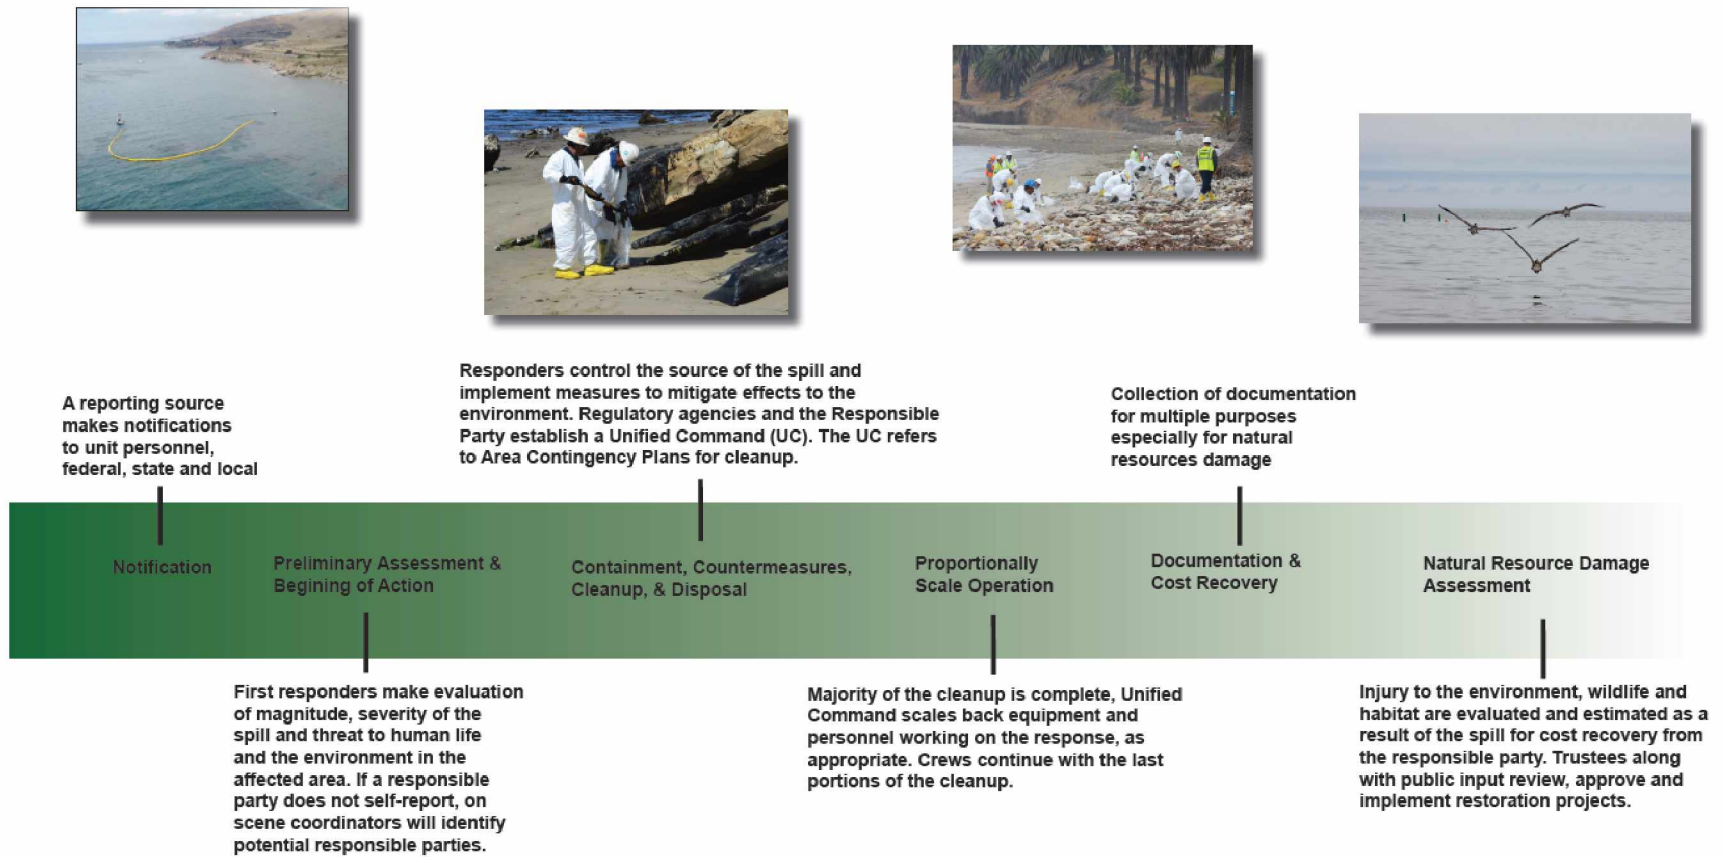 A reporting source
makes notifications
to unit personnel,
federal, state and local
Responders control the source of the spill and
implement measures to mitigate effects to the
environment. Regulatory agencies and the Responsible
Party establish a Unified Command (UC). The UC refers
to Area Contingency Plans for cleanup.
Collection of documentation
for multiple purposes
especially for natural
resources damage
Notification
Preliminary Assessment &
Begining of Action
Containment, Countermeasures,
Cleanup, & Disposal
Proportionally
Scale Operation
Documentation &
Cost Recovery
Natural Resource Damage
Assessment
First responders make evaluation
of magnitude, severity of the
spill and threat to human life
and the environment in the
affected area. If a responsible
party does not self-report, on
scene coordinators will identify
potential responsible parties.
Majority of the cleanup is complete, Unified
Command scales back equipment and
personnel working on the response, as
appropriate. Crews continue with the last
portions of the cleanup.
Injury to the environment, wildlife and
habitat are evaluated and estimated as a
result of the spill for cost recovery from
the responsible party. Trustees along
with public input review, approve and
implement restoration projects.